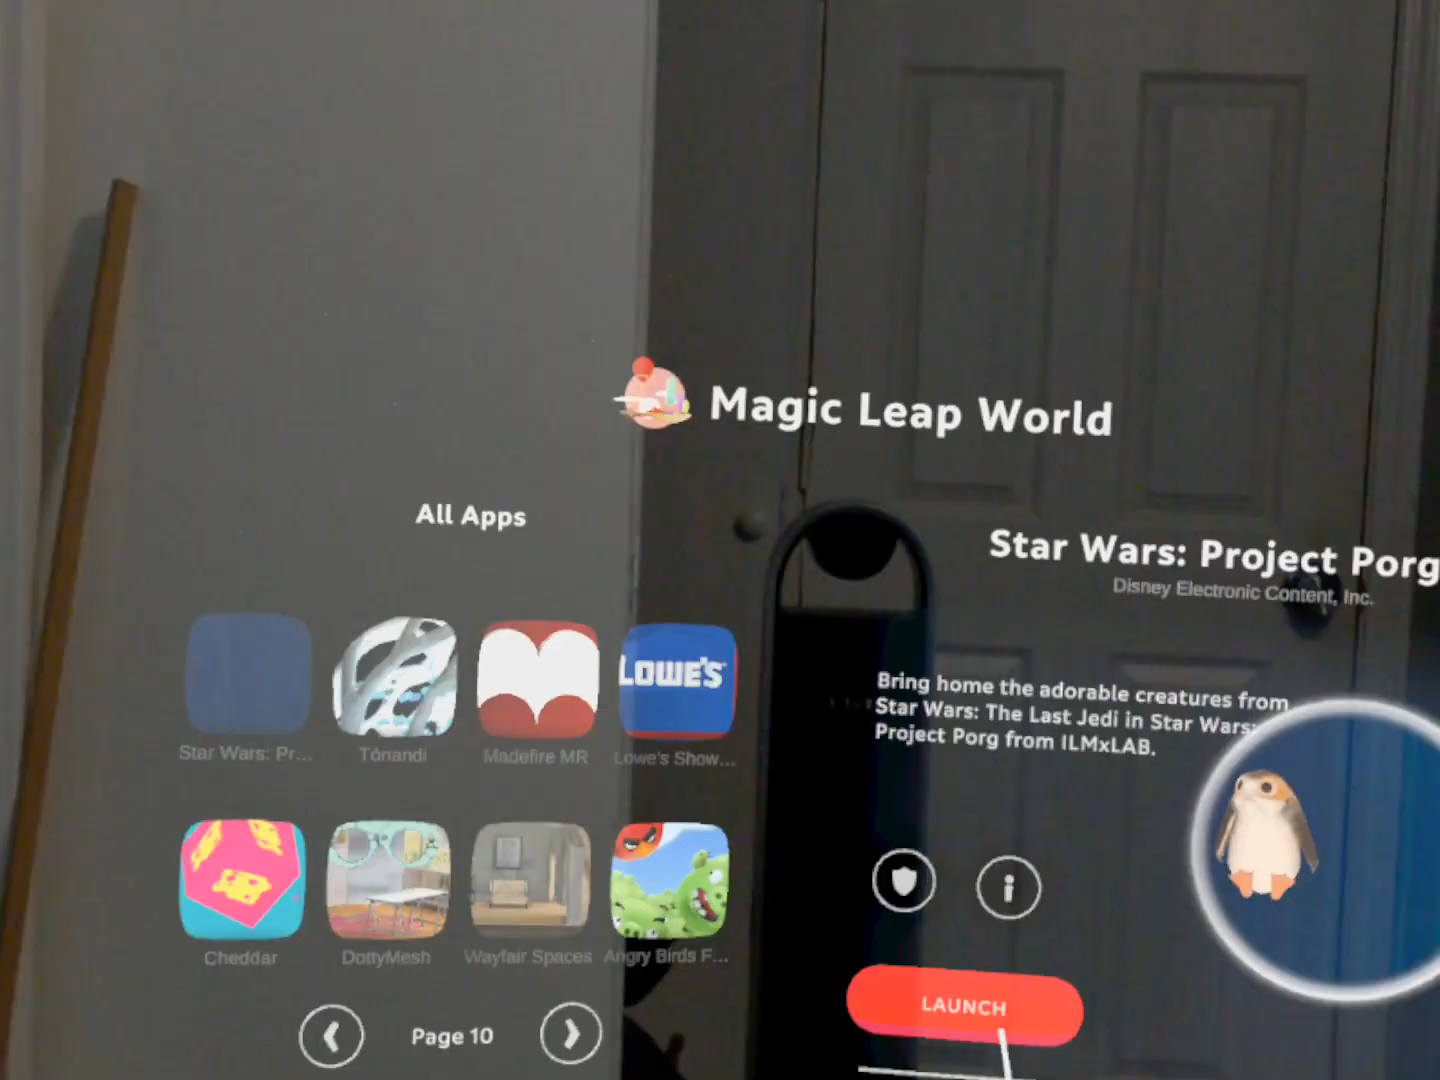 Magic Leap World
All Apps
Star Wars: Pr...
Tónandi
Madefire MR
LOWE'S
Lowe's Show...
Cheddar
DottyMesh
Wayfair Spaces
Angry Birds F...
Page 10
Star Wars: Project Porg
Disney Electronic Content, Inc.
Bring home the adorable creatures from
Star Wars: The Last Jedi in Star Wars:
Project Porg from ILMxLAB.
LAUNCH